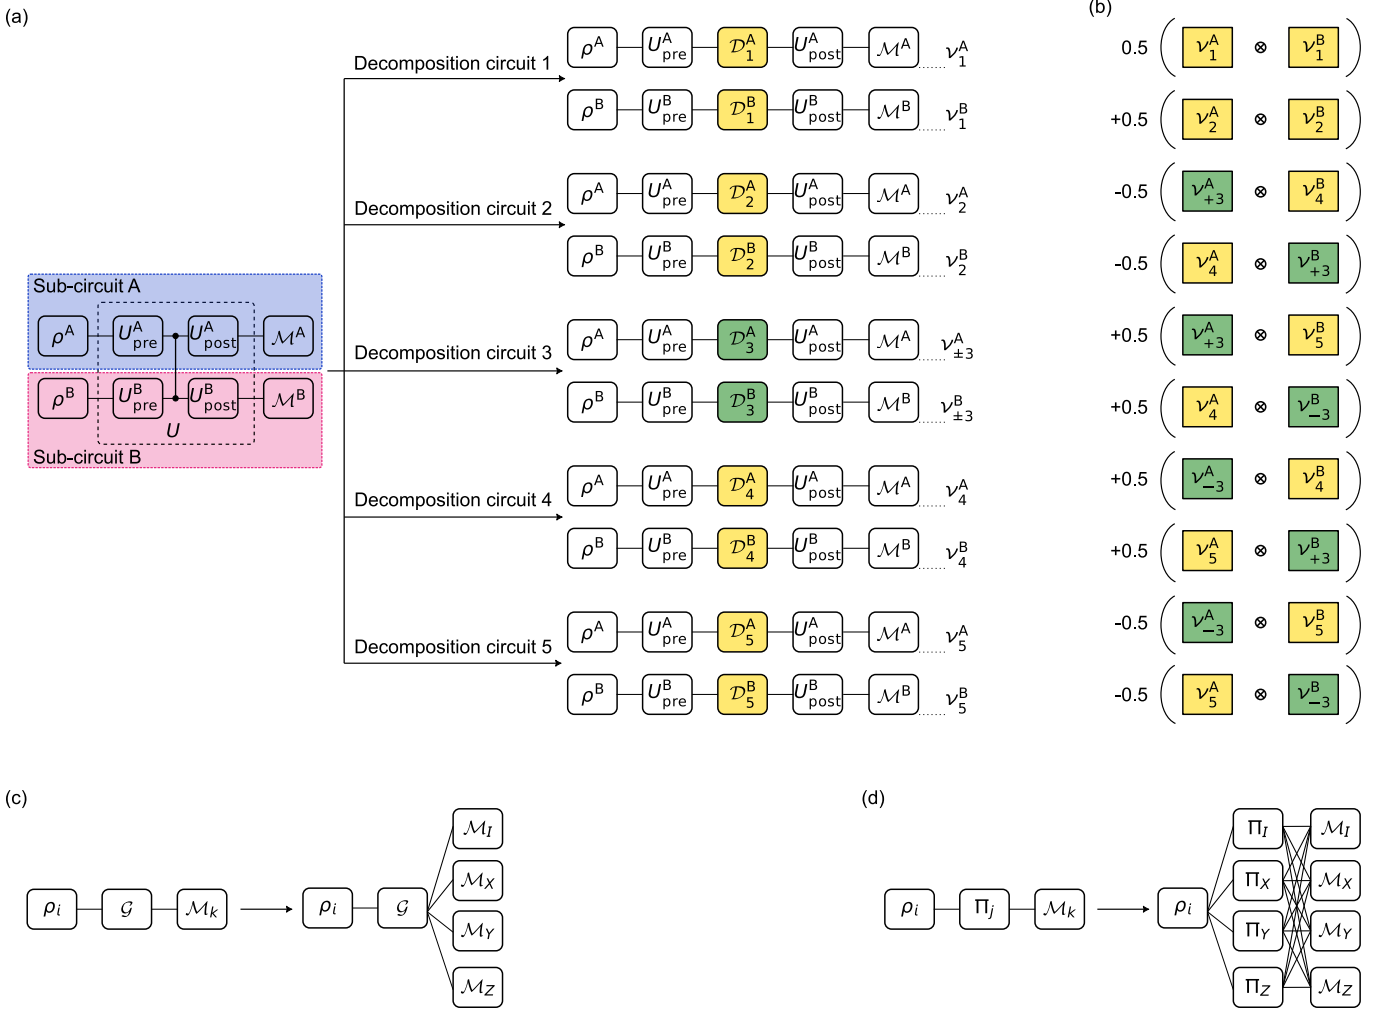 (a)
Decomposition circuit 1
ρ^A U^A_pre 𝒟^A_1 U^A_post ℳ^A ν^A_1
ρ^B U^B_pre 𝒟^B_1 U^B_post ℳ^B ν^B_1
Decomposition circuit 2
ρ^A U^A_pre 𝒟^A_2 U^A_post ℳ^A ν^A_2
ρ^B U^B_pre 𝒟^B_2 U^B_post ℳ^B ν^B_2
Sub-circuit A
ρ^A U^A_pre U^A_post ℳ^A
ρ^B U^B_pre U^B_post ℳ^B
U
Sub-circuit B
Decomposition circuit 3
ρ^A U^A_pre 𝒟^A_3 U^A_post ℳ^A ν^A_±3
ρ^B U^B_pre 𝒟^B_3 U^B_post ℳ^B ν^B_±3
Decomposition circuit 4
ρ^A U^A_pre 𝒟^A_4 U^A_post ℳ^A ν^A_4
ρ^B U^B_pre 𝒟^B_4 U^B_post ℳ^B ν^B_4
Decomposition circuit 5
ρ^A U^A_pre 𝒟^A_5 U^A_post ℳ^A ν^A_5
ρ^B U^B_pre 𝒟^B_5 U^B_post ℳ^B ν^B_5
(b)
0.5 ( ν^A_1 ⊗ ν^B_1 )
+0.5 ( ν^A_2 ⊗ ν^B_2 )
-0.5 ( ν^A_+3 ⊗ ν^B_4 )
-0.5 ( ν^A_4 ⊗ ν^B_+3 )
+0.5 ( ν^A_+3 ⊗ ν^B_5 )
+0.5 ( ν^A_4 ⊗ ν^B_−3 )
+0.5 ( ν^A_−3 ⊗ ν^B_4 )
+0.5 ( ν^A_5 ⊗ ν^B_+3 )
-0.5 ( ν^A_−3 ⊗ ν^B_5 )
-0.5 ( ν^A_5 ⊗ ν^B_−3 )
(c)
ρ_i 𝒢 ℳ_k ρ_i 𝒢
ℳ_I
ℳ_X
ℳ_Y
ℳ_Z
(d)
ρ_i Π_j ℳ_k ρ_i
Π_I ℳ_I
Π_X ℳ_X
Π_Y ℳ_Y
Π_Z ℳ_Z